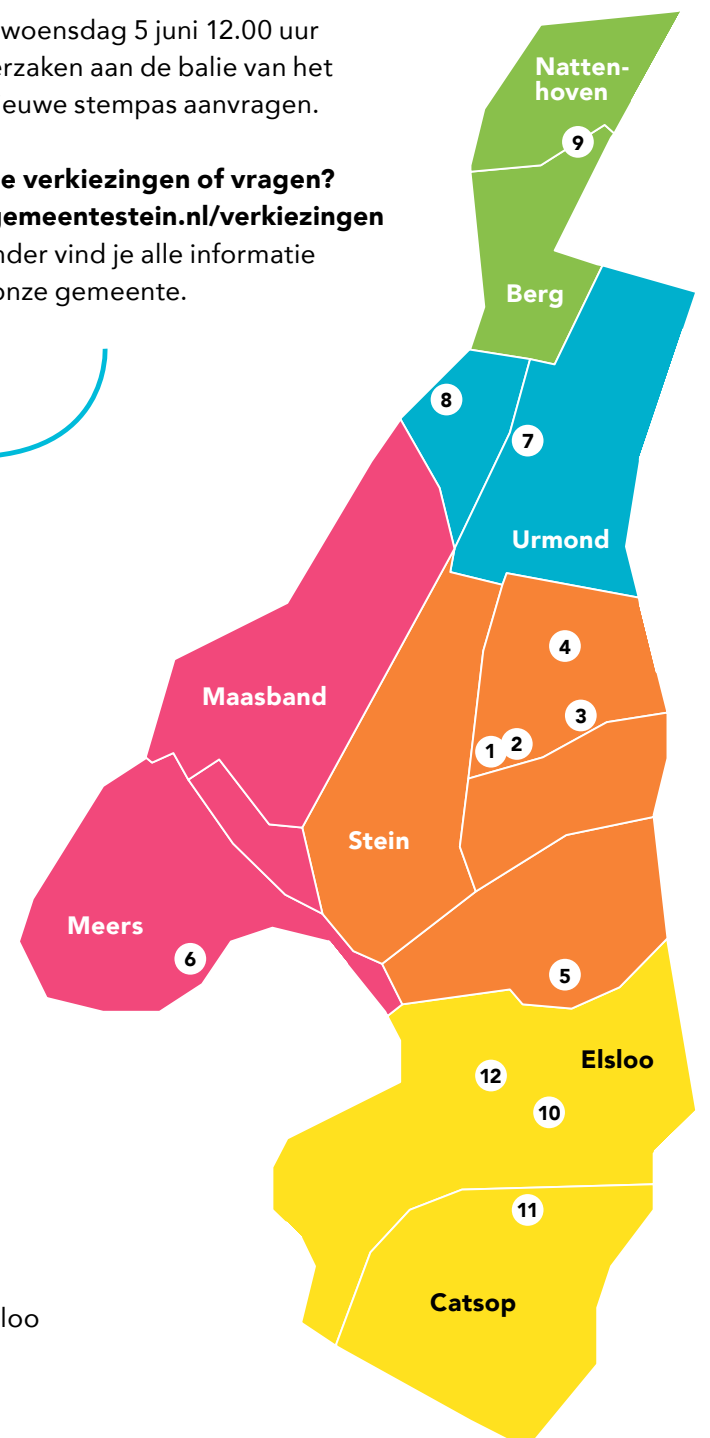 woensdag 5 juni 12.00 uur
erzaken aan de balie van het
ieuwe stempas aanvragen.
e verkiezingen of vragen?
gemeentestein.nl/verkiezingen
nder vind je alle informatie
onze gemeente.
Natten-
hoven
9
Berg
8
7
Urmond
4
Maasband
3
1
2
Stein
Meers
6
5
Elsloo
12
10
11
Catsop
loo